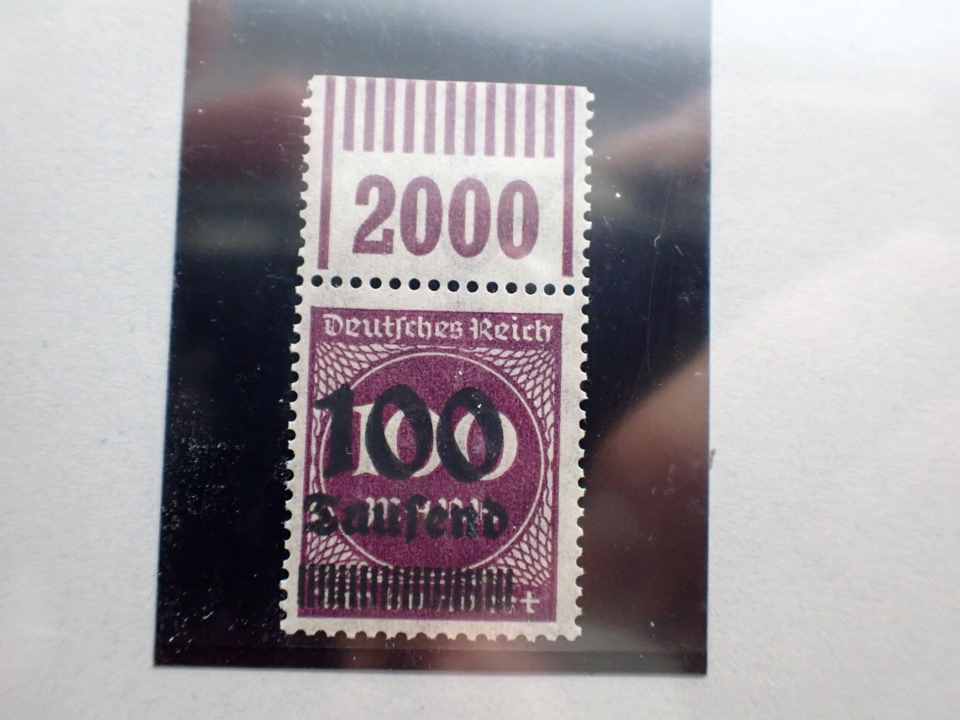 2000
Deutsches Reich
100
Tausend